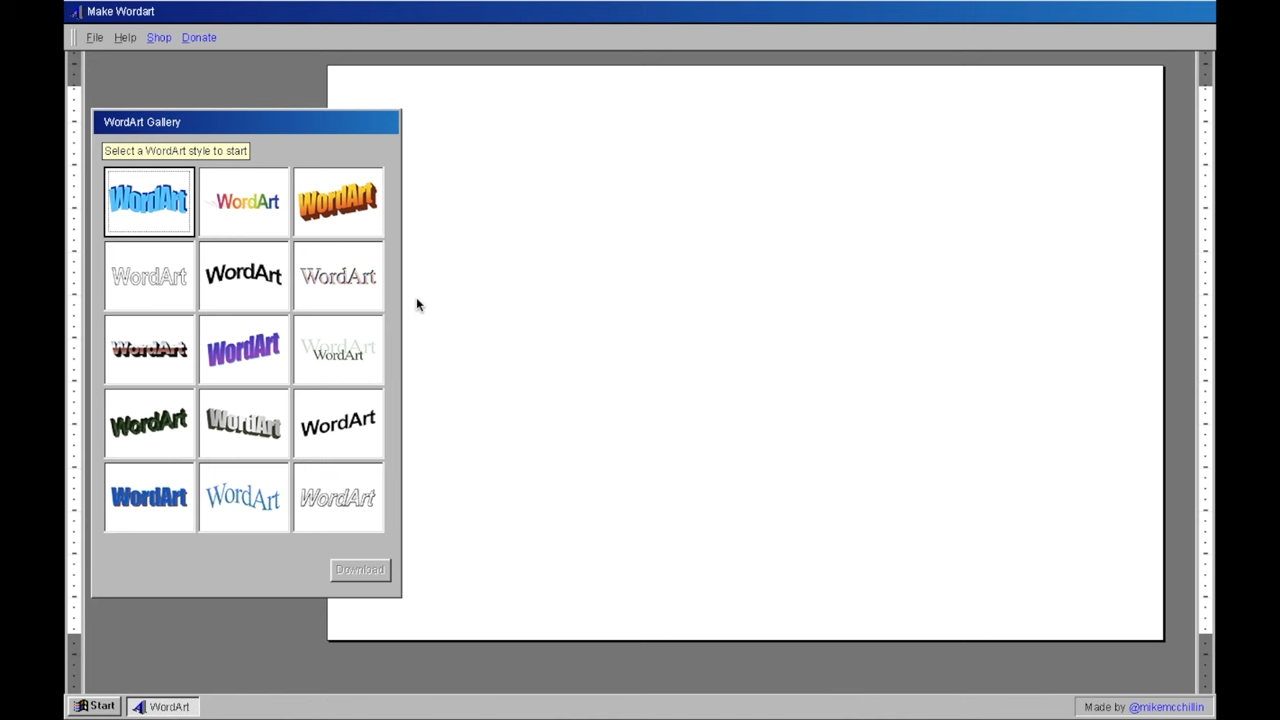 Make Wordart
File Help Shop Donate
WordArt Gallery
Select a WordArt style to start
WordArt WordArt WordArt
WordArt WordArt WordArt
WordArt WordArt WordArt WordArt
WordArt WordArt WordArt
WordArt WordArt WordArt
Download
Start WordArt Made by @mikemcchillin